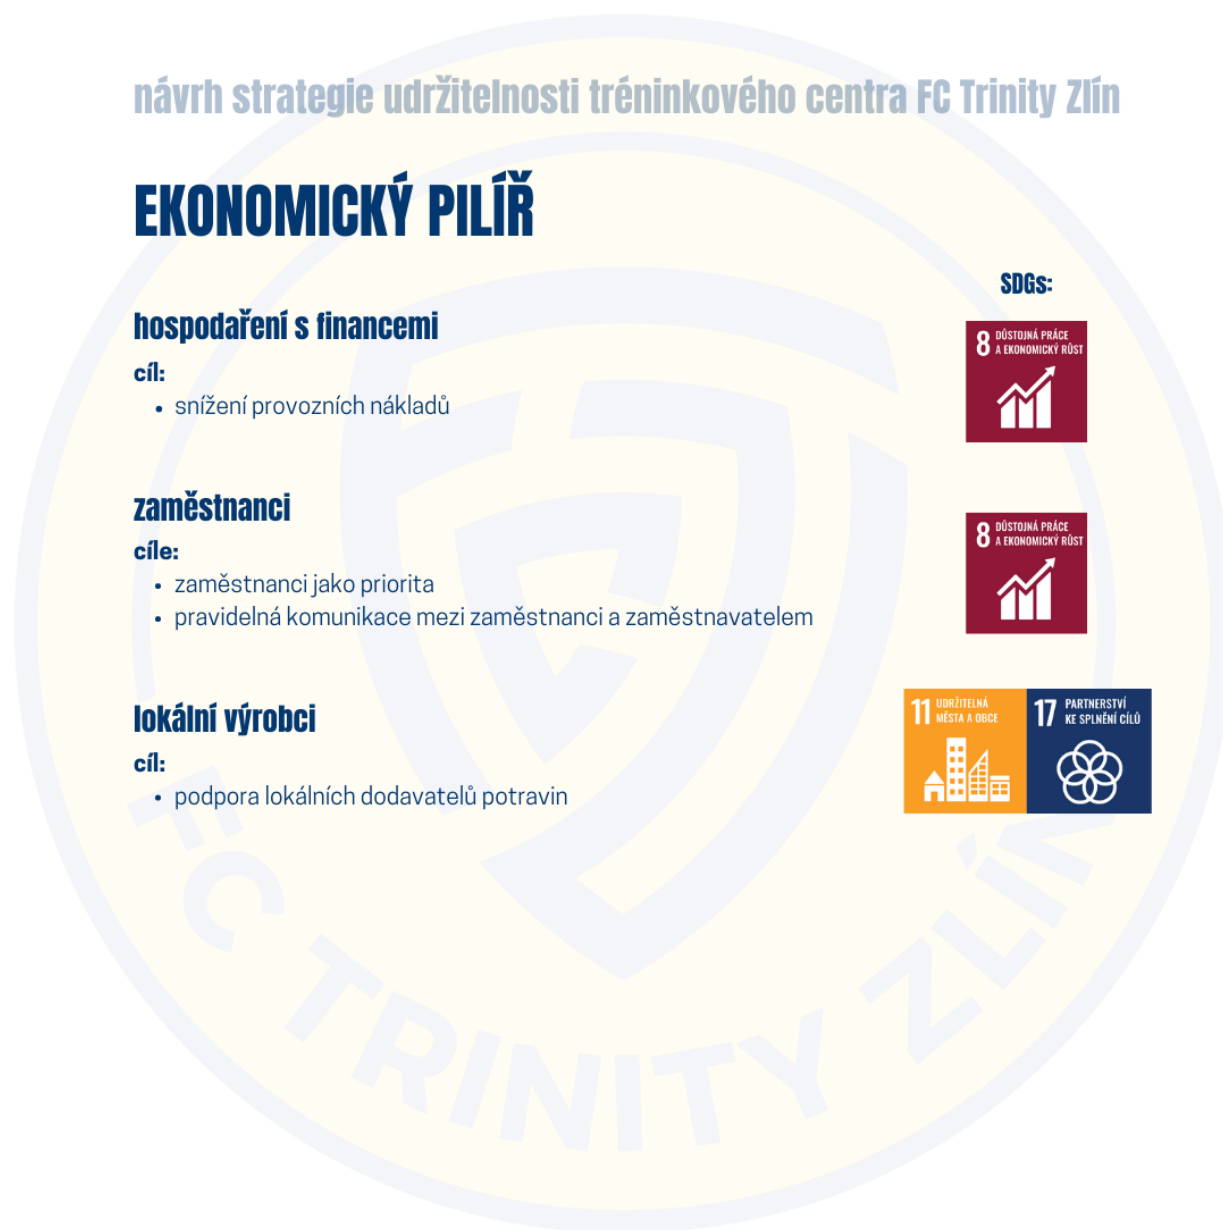 návrh strategie udržitelnosti tréninkového centra FC Trinity Zlín
EKONOMICKÝ PILÍŘ
SDGs:
hospodaření s financemi
cíl:
• snížení provozních nákladů
8 DŮSTOJNÁ PRÁCE
A EKONOMICKÝ RŮST
zaměstnanci
cíle:
• zaměstnanci jako priorita
• pravidelná komunikace mezi zaměstnanci a zaměstnavatelem
8 DŮSTOJNÁ PRÁCE
A EKONOMICKÝ RŮST
lokální výrobci
cíl:
• podpora lokálních dodavatelů potravin
11 UDRŽITELNÁ
MĚSTA A OBCE
17 PARTNERSTVÍ
KE SPLNĚNÍ CÍLŮ
FC TRINITY ZLÍN